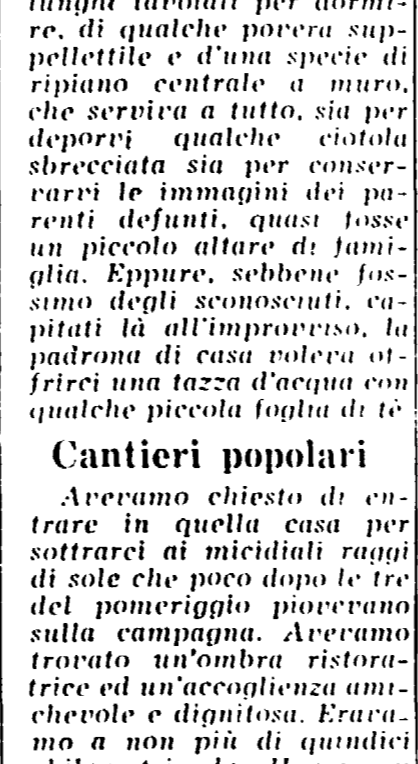 lunghi tavolati per dormi-
re, di qualche povera sup-
pellettile e d'una specie di
ripiano centrale a muro,
che serviva a tutto, sia per
deporvi qualche ciotola
sbrecciata sia per conser-
varvi le immagini dei pa-
renti defunti, quasi fosse
un piccolo altare di fami-
glia. Eppure, sebbene fos-
simo degli sconosciuti, ca-
pitati là all'improvviso, la
padrona di casa voleva of-
frirci una tazza d'acqua con
qualche piccola foglia di tè
Cantieri popolari
Avevamo chiesto di en-
trare in quella casa per
sottrarci ai micidiali raggi
di sole che poco dopo le tre
del pomeriggio piovevano
sulla campagna. Avevamo
trovato un'ombra ristora-
trice ed un'accoglienza ami-
chevole e dignitosa. Erava-
mo a non più di quindici